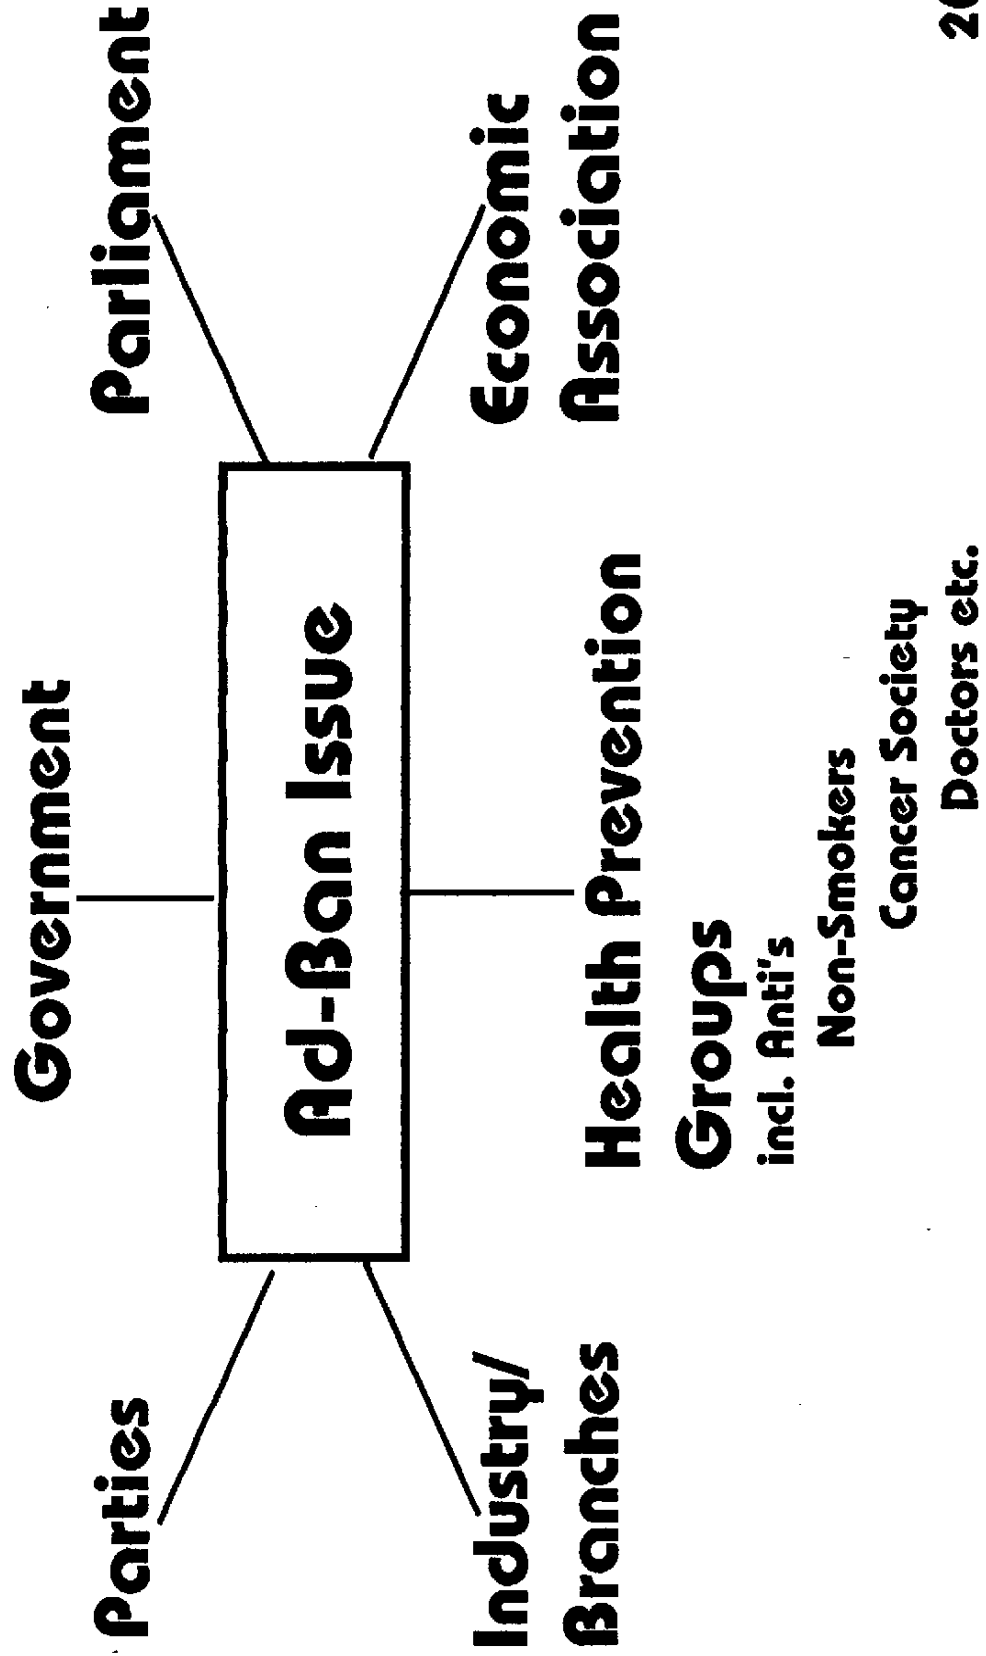 Government
Parties
Parliament
Ad-Ban Issue
Industry/
Branches
Economic
Association
Health Prevention
Groups
incl. Anti's
Non-Smokers
Cancer Society
Doctors etc.